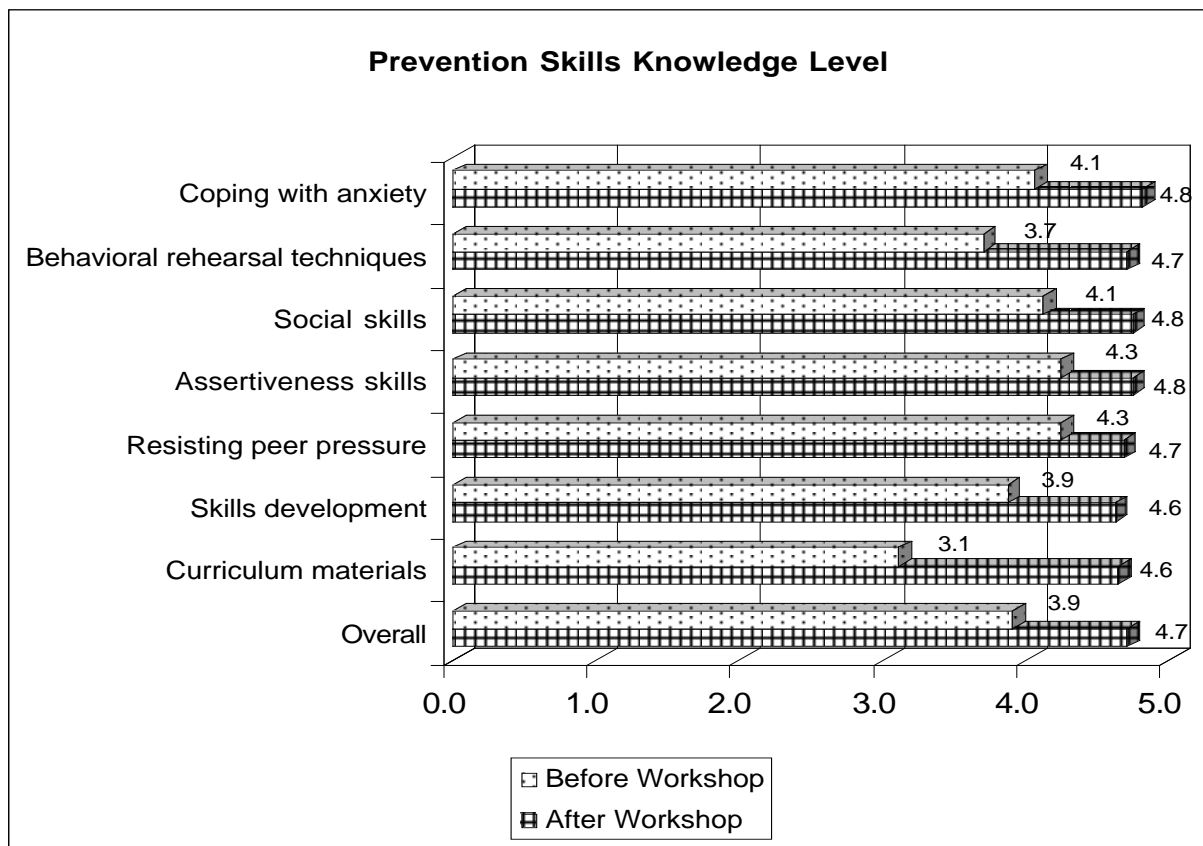 Prevention Skills Knowledge Level
Coping with anxiety
4.1
4.8
Behavioral rehearsal techniques
3.7
4.7
Social skills
4.1
4.8
Assertiveness skills
4.3
4.8
Resisting peer pressure
4.3
4.7
Skills development
3.9
4.6
Curriculum materials
3.1
4.6
Overall
3.9
4.7
0.0 1.0 2.0 3.0 4.0 5.0
Before Workshop
After Workshop